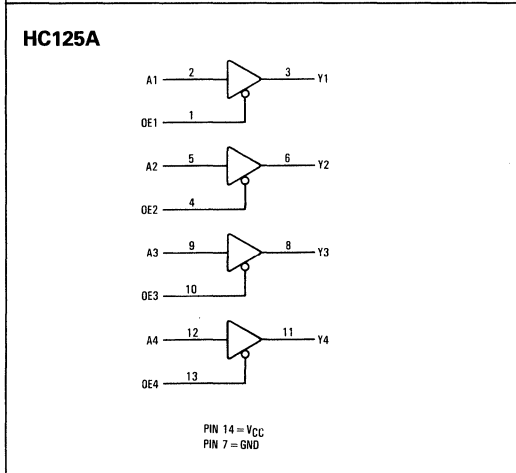 HC125A
A1 2 3 Y1
OE1 1
A2 5 6 Y2
OE2 4
A3 9 8 Y3
OE3 10
A4 12 11 Y4
OE4 13
PIN 14 = VCC
PIN 7 = GND